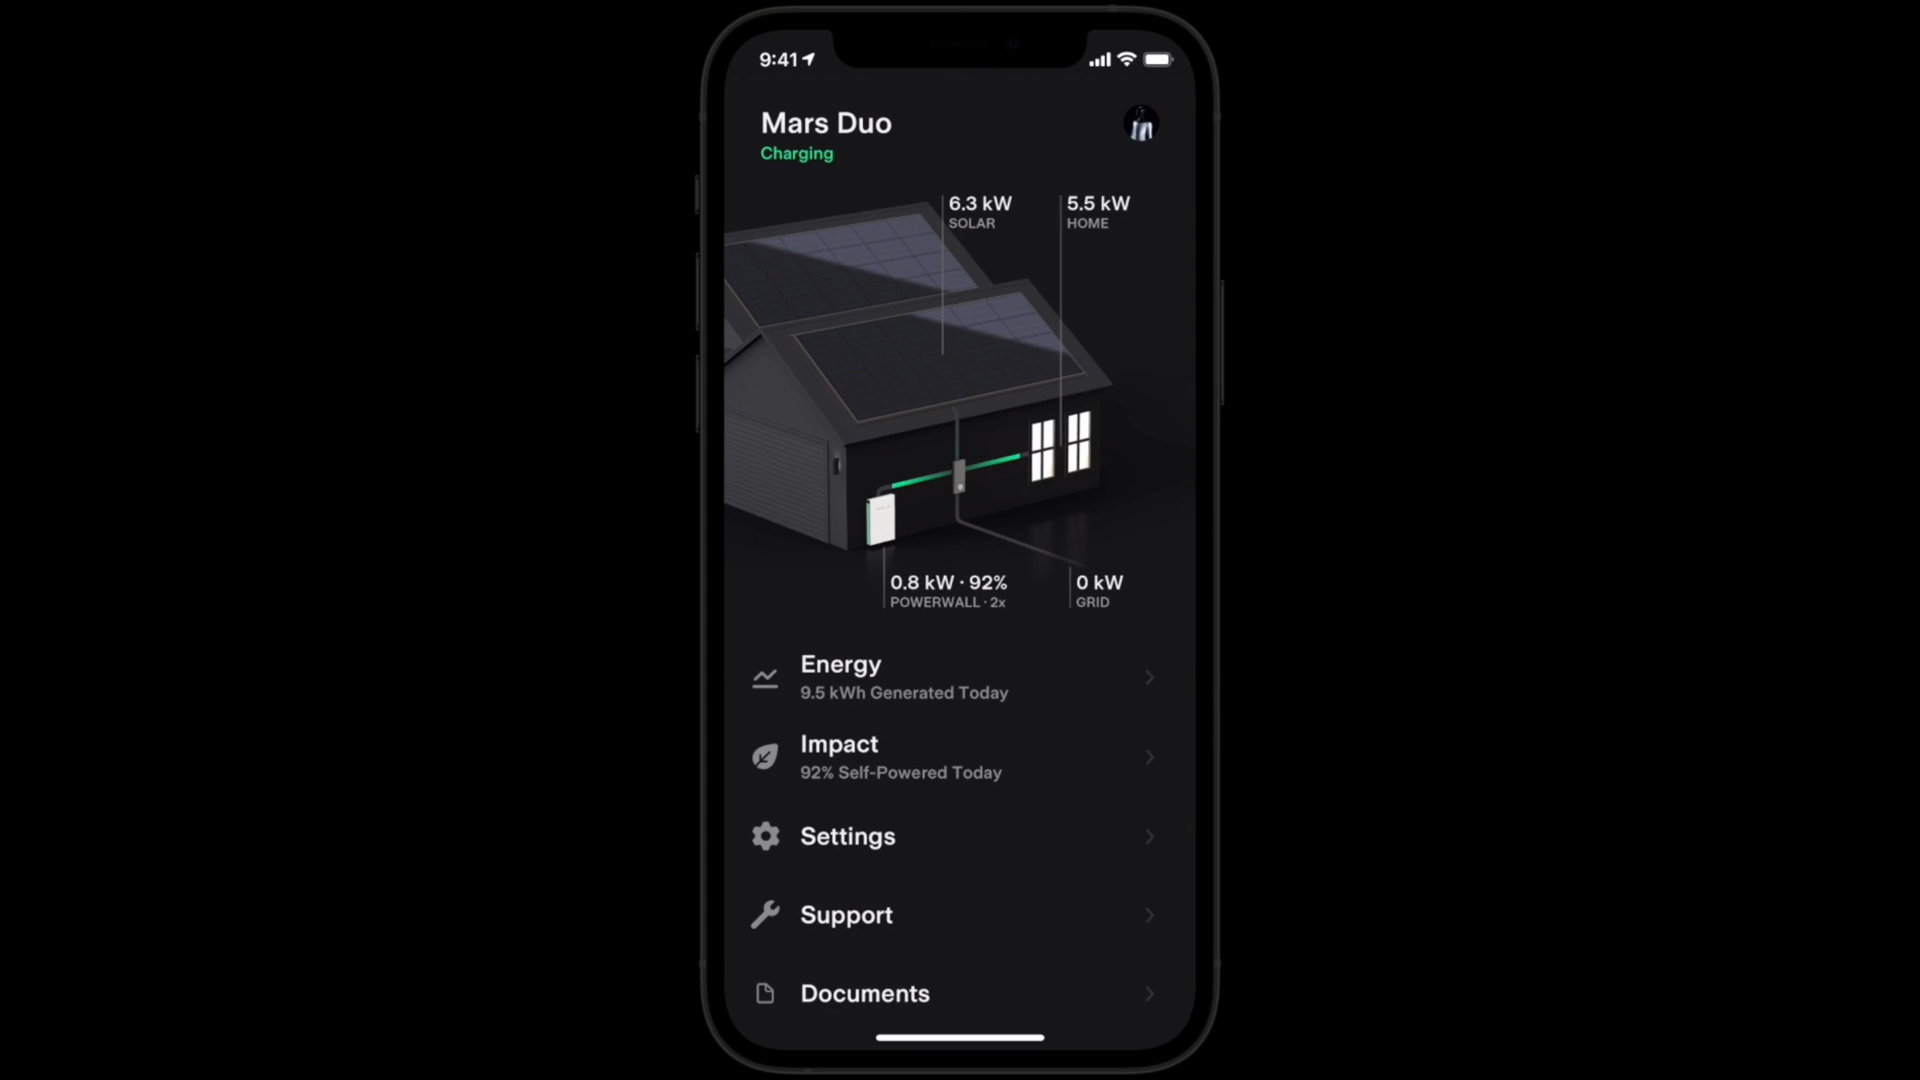 9:41
Mars Duo
Charging
6.3 kW
SOLAR
5.5 kW
HOME
0.8 kW · 92%
POWERWALL · 2x
0 kW
GRID
Energy
9.5 kWh Generated Today
Impact
92% Self-Powered Today
Settings
Support
Documents